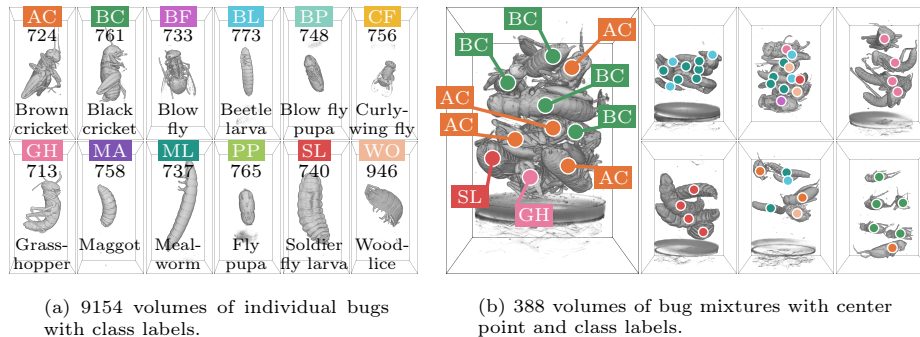 AC BC BF BL BP CF
724 761 733 773 748 756
Brown Black Blow Beetle Blow fly Curly-
cricket cricket fly larva pupa wing fly
GH MA ML PP SL WO
713 758 737 765 740 946
Grass- Maggot Meal- Fly Soldier Wood-
hopper worm pupa fly larva lice
(a) 9154 volumes of individual bugs
with class labels.
BC
AC
BC
BC
AC
BC
AC
AC
SL
GH
(b) 388 volumes of bug mixtures with center
point and class labels.